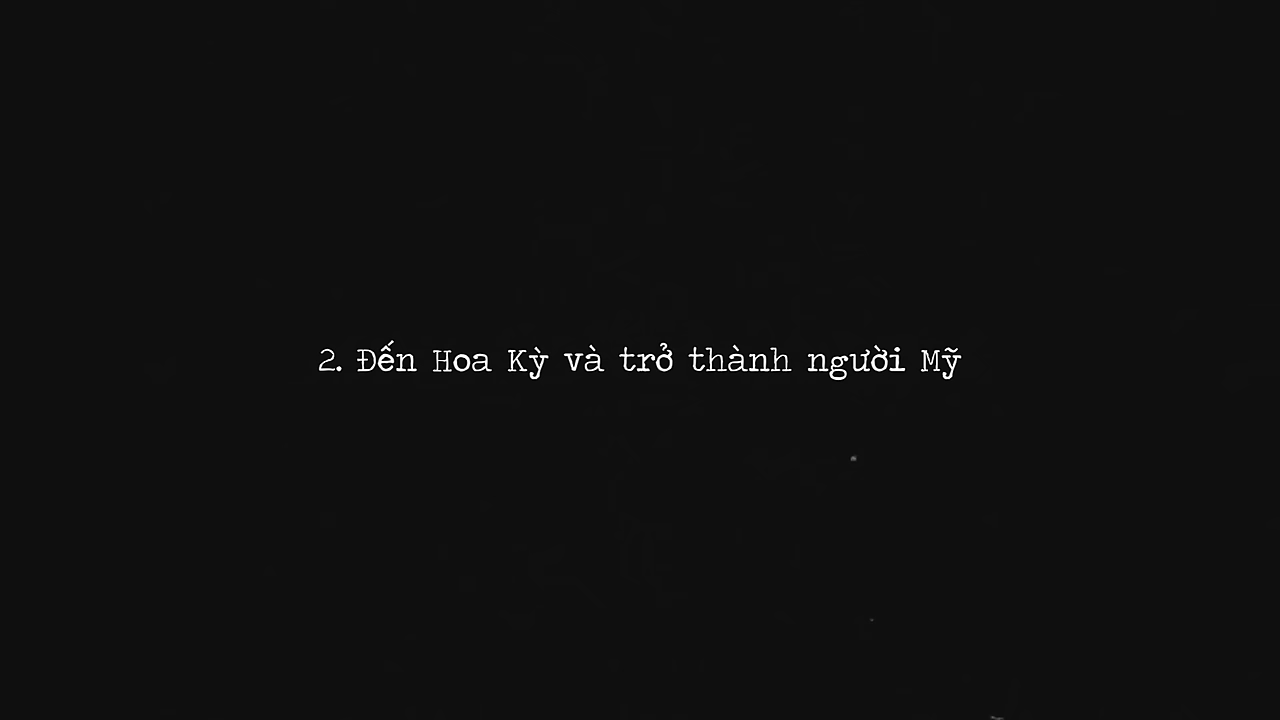 2. Đến Hoa Kỳ và trở thành người Mỹ